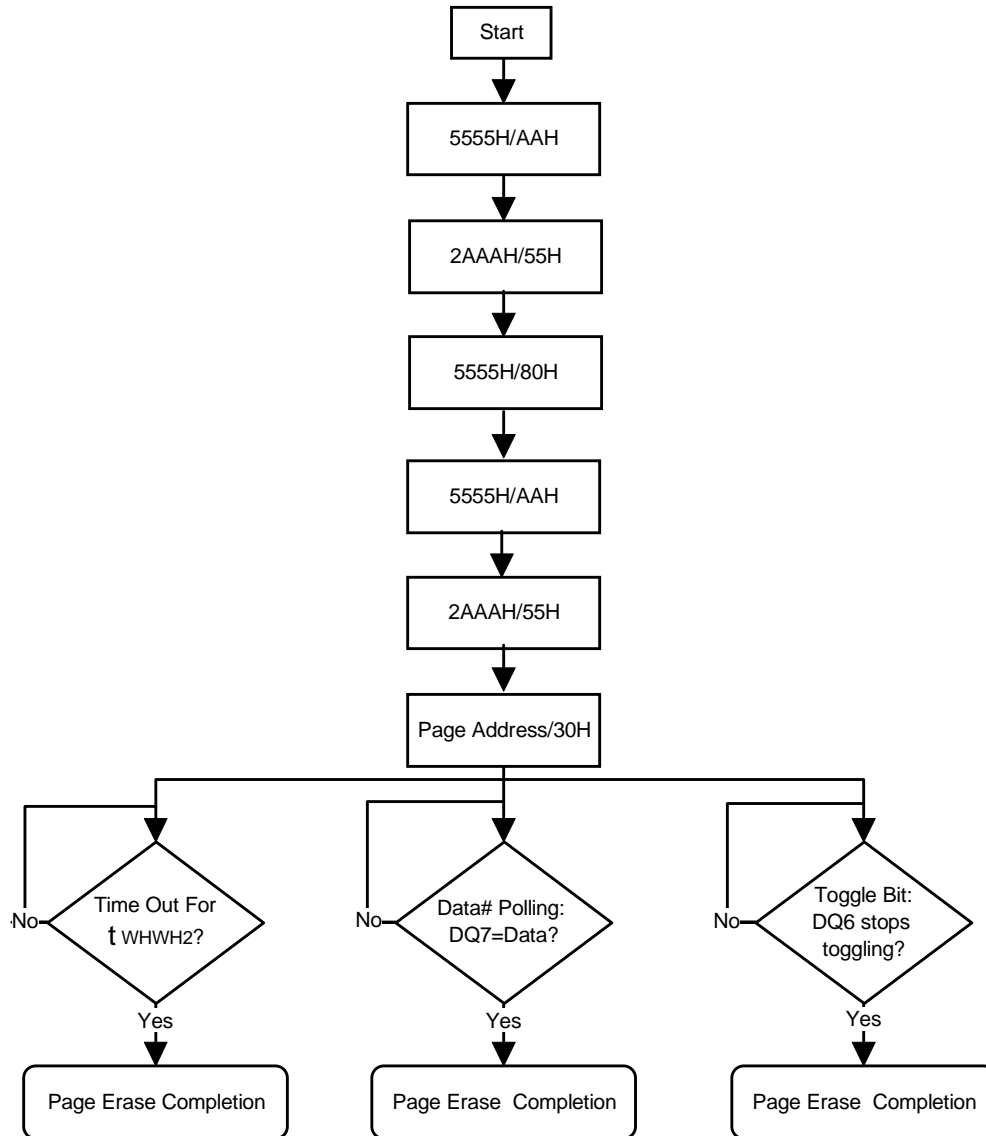 Start
5555H/AAH
2AAAH/55H
5555H/80H
5555H/AAH
2AAAH/55H
Page Address/30H
Time Out For
t WHWH2?
No
Yes
Page Erase Completion
Data# Polling:
DQ7=Data?
No
Yes
Page Erase Completion
Toggle Bit:
DQ6 stops
toggling?
No
Yes
Page Erase Completion